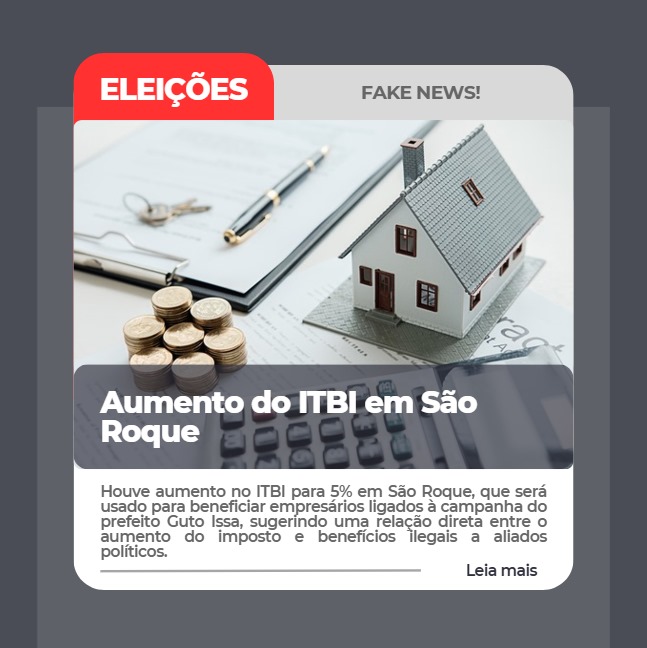 ELEIÇÕES
FAKE NEWS!
Aumento do ITBI em São
Roque
Houve aumento no ITBI para 5% em São Roque, que será
usado para beneficiar empresários ligados à campanha do
prefeito Guto Issa, sugerindo uma relação direta entre o
aumento do imposto e benefícios ilegais a aliados
políticos.
Leia mais